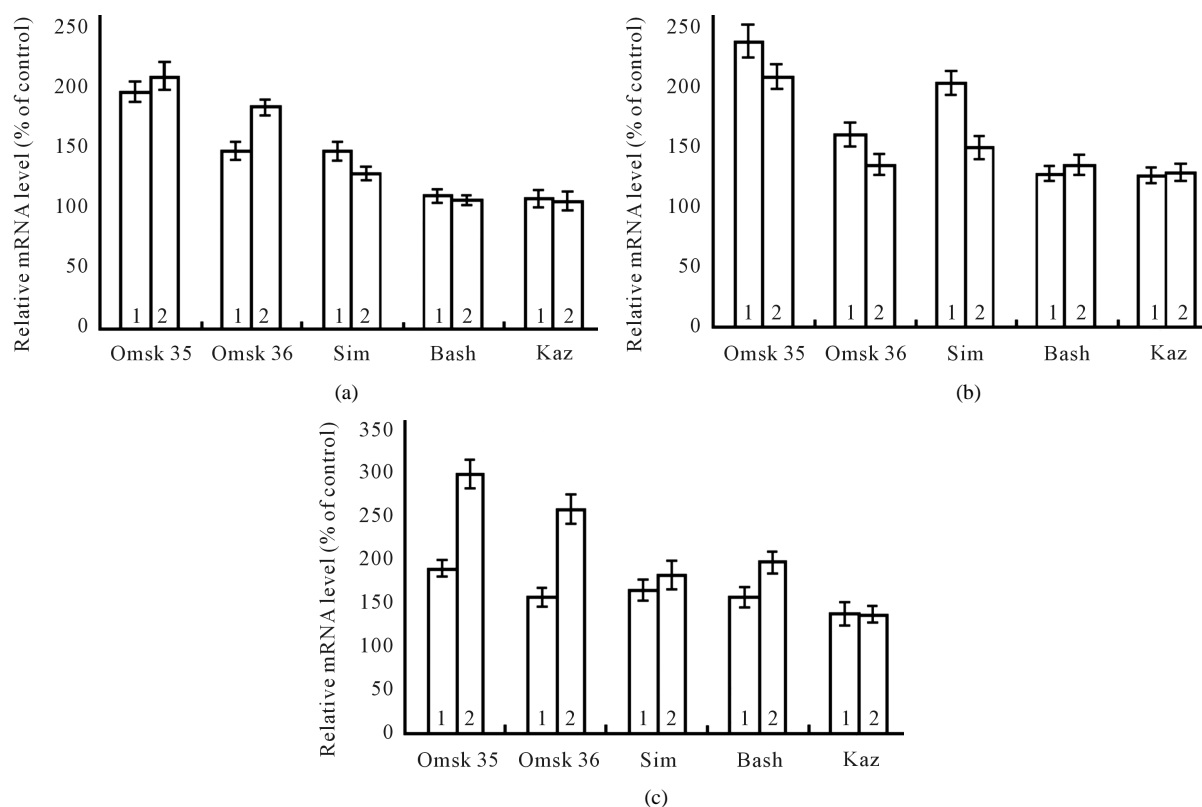 Relative mRNA level (% of control)
250
200
150
100
50
0
1 2 1 2 1 2 1 2 1 2
Omsk 35 Omsk 36 Sim Bash Kaz
(a)
Relative mRNA level (% of control)
250
200
150
100
50
0
1 2 1 2 1 2 1 2 1 2
Omsk 35 Omsk 36 Sim Bash Kaz
(b)
Relative mRNA level (% of control)
350
300
250
200
150
100
50
0
1 2 1 2 1 2 1 2 1 2
Omsk 35 Omsk 36 Sim Bash Kaz
(c)